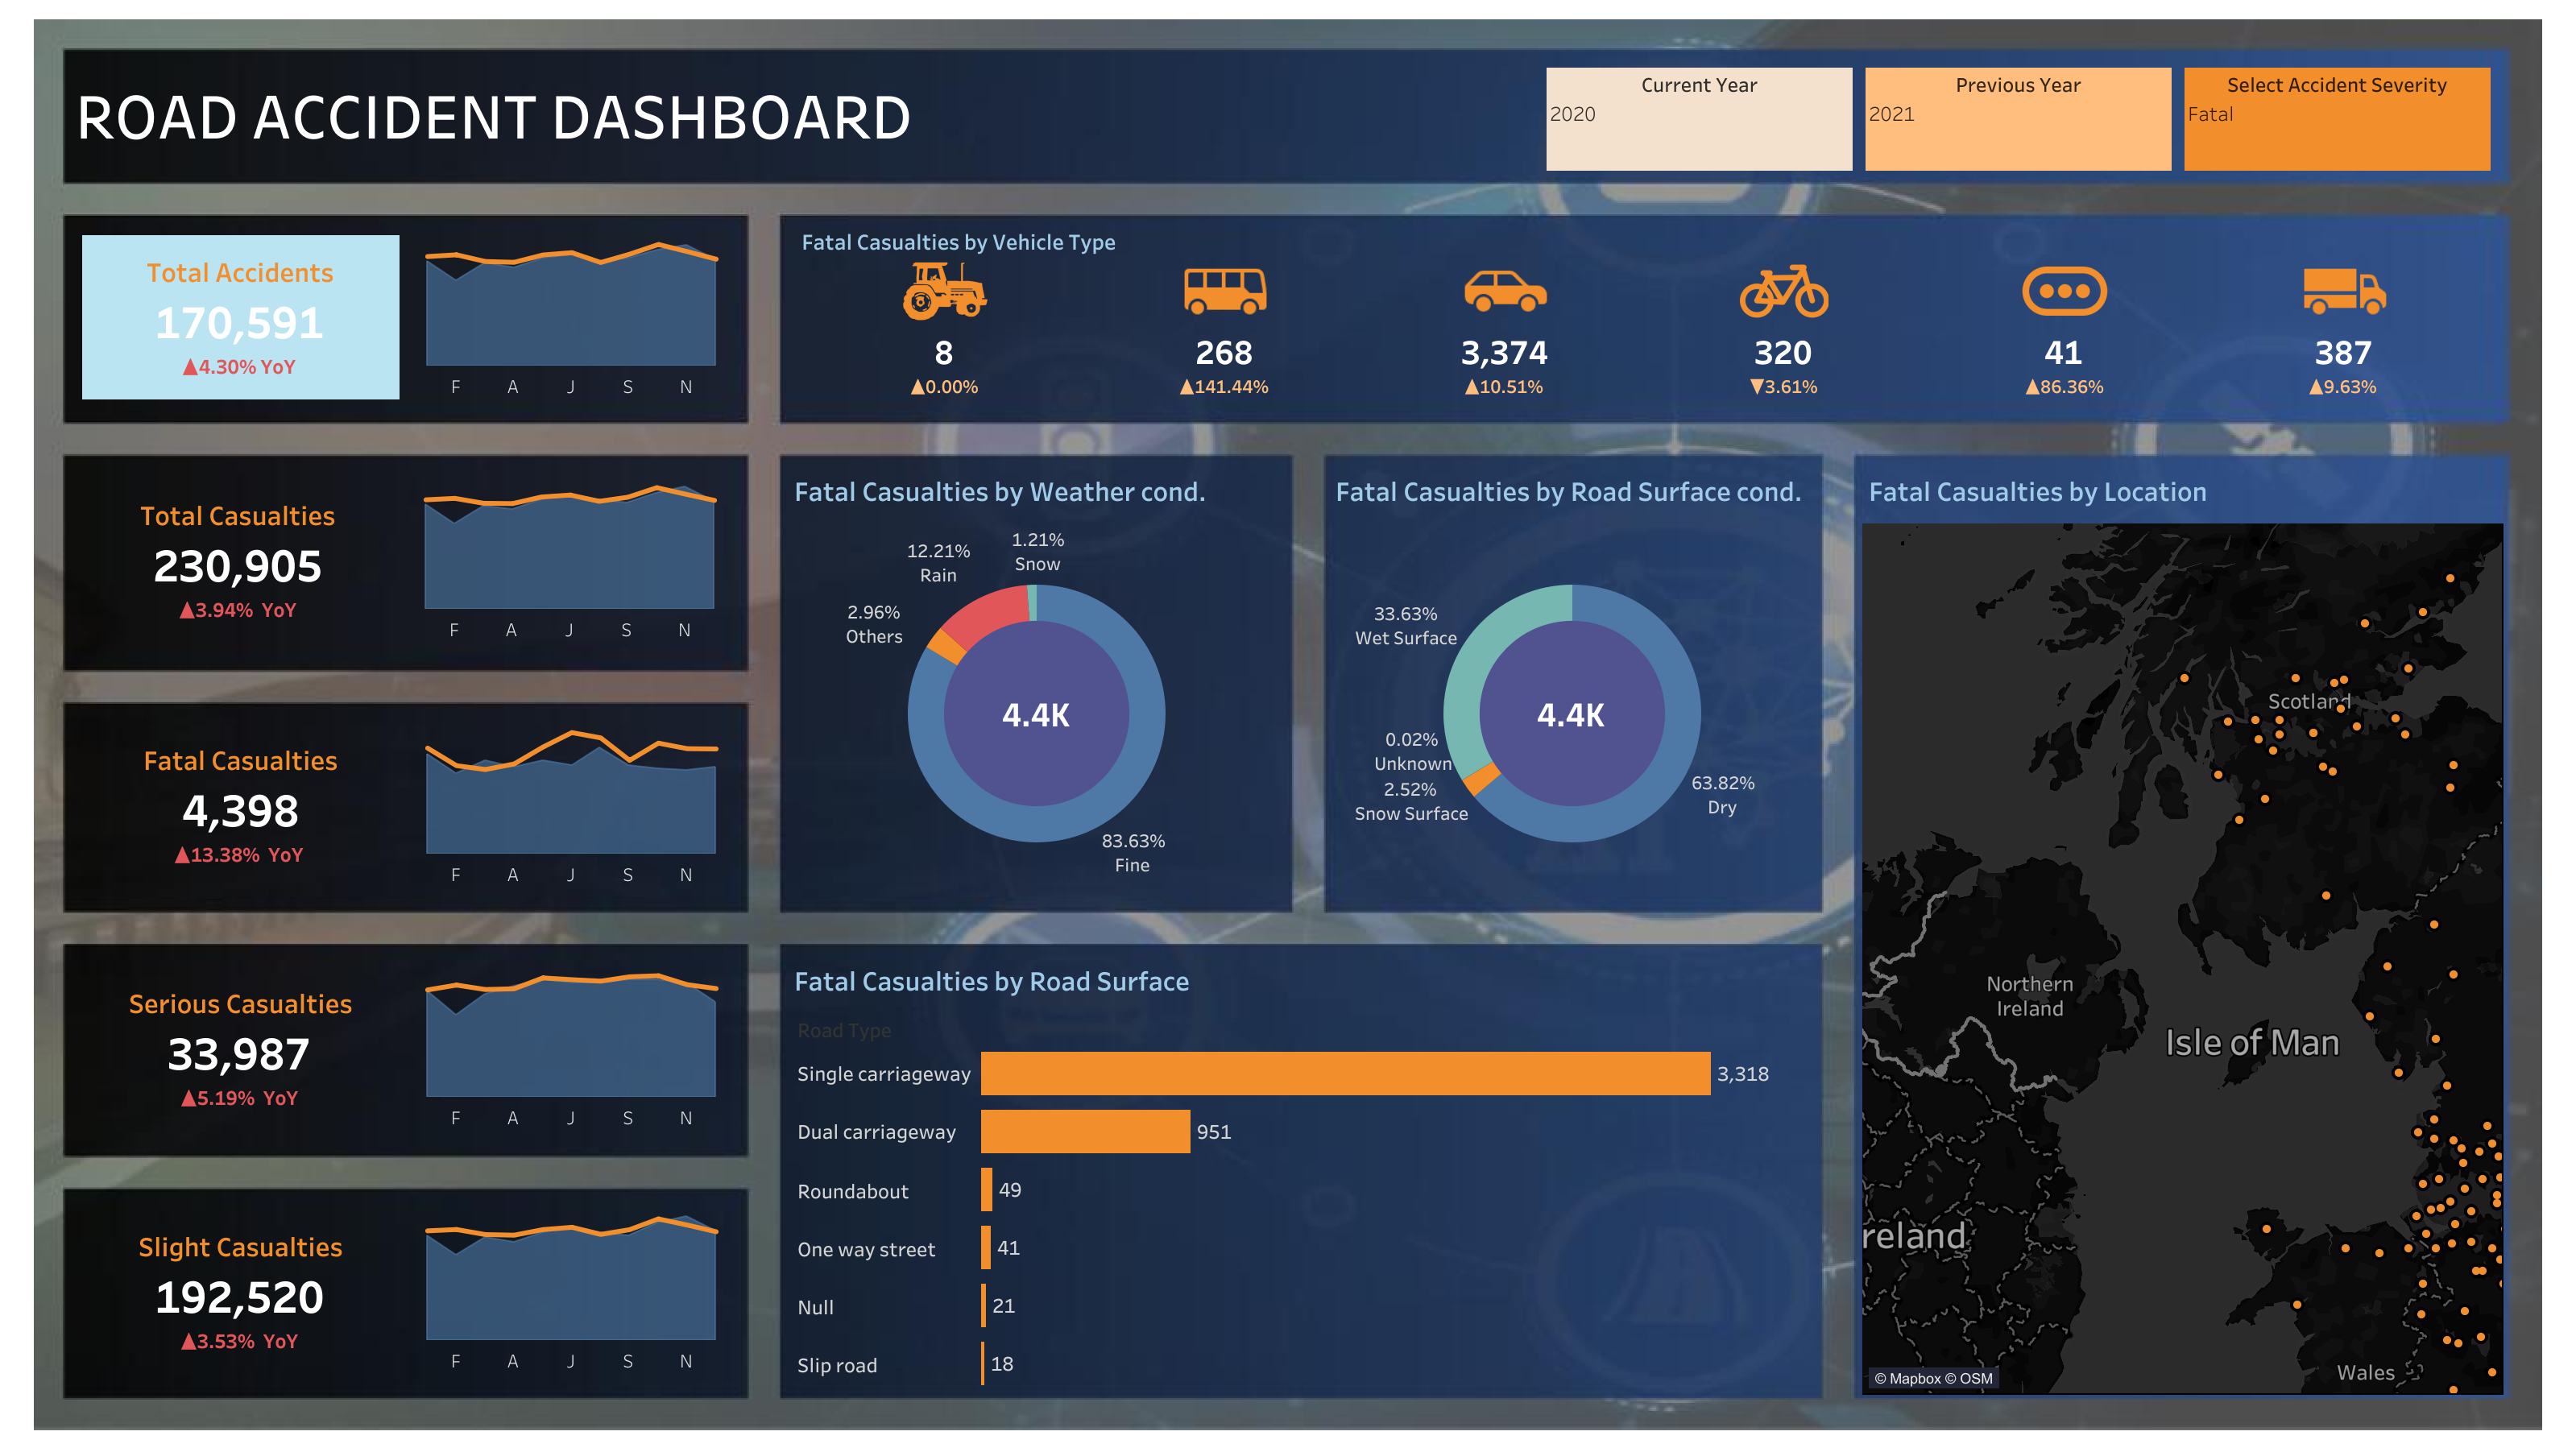 ROAD ACCIDENT DASHBOARD
Current Year
2020
Previous Year
2021
Select Accident Severity
Fatal
Total Accidents
170,591
▲4.30% YoY
F A J S N
Total Casualties
230,905
▲3.94% YoY
F A J S N
Fatal Casualties
4,398
▲13.38% YoY
F A J S N
Serious Casualties
33,987
▲5.19% YoY
F A J S N
Slight Casualties
192,520
▲3.53% YoY
F A J S N
Fatal Casualties by Vehicle Type
8 268 3,374 320 41 387
▲0.00% ▲141.44% ▲10.51% ▼3.61% ▲86.36% ▲9.63%
Fatal Casualties by Weather cond.
1.21%
Snow
12.21%
Rain
2.96%
Others
4.4K
83.63%
Fine
Fatal Casualties by Road Surface cond.
33.63%
Wet Surface
4.4K
0.02%
Unknown
2.52%
Snow Surface
63.82%
Dry
Fatal Casualties by Road Surface
Road Type
Single carriageway 3,318
Dual carriageway 951
Roundabout 49
One way street 41
Null 21
Slip road 18
Fatal Casualties by Location
Scotland
Northern
Ireland
Isle of Man
reland
Wales
© Mapbox © OSM